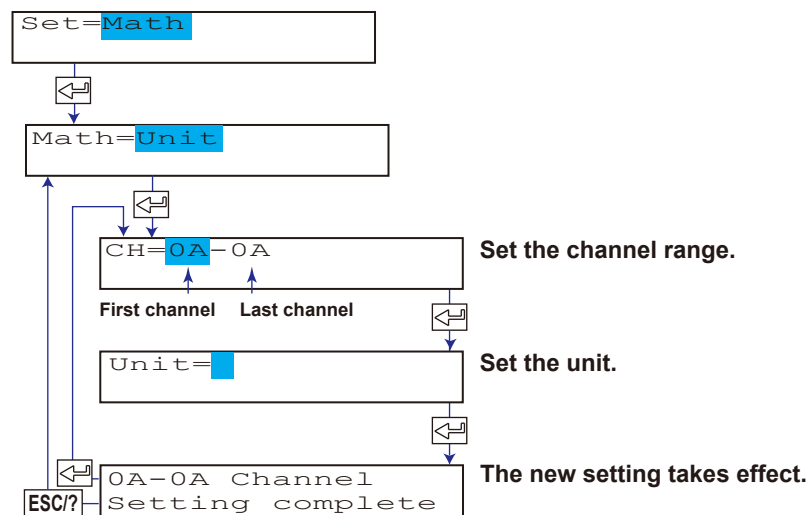 Set=Math
Math=Unit
CH=0A-0A
Set the channel range.
First channel Last channel
Unit=
Set the unit.
0A-0A Channel
The new setting takes effect.
ESC/?
Setting complete